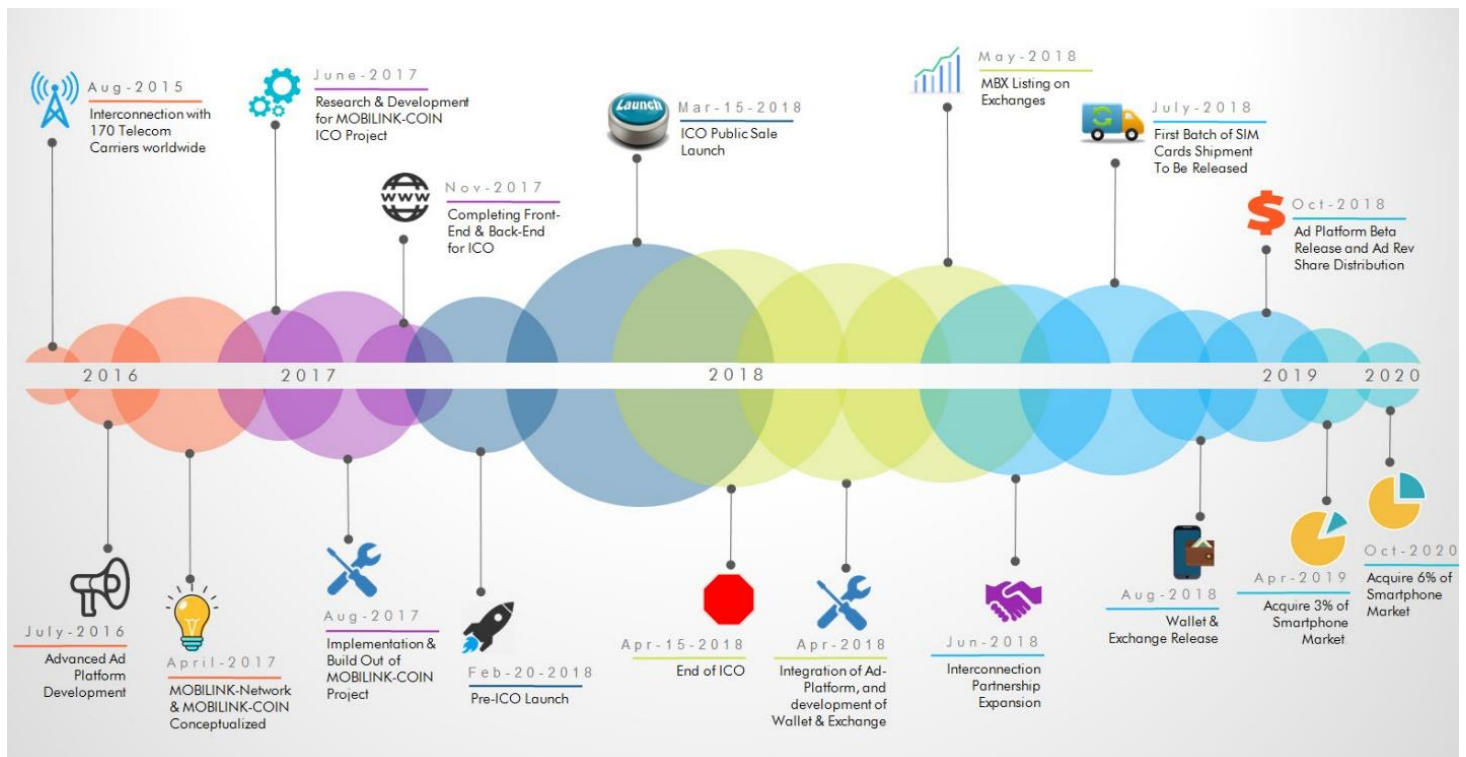 Aug-2015
Interconnection with
170 Telecom
Carriers worldwide
June-2017
Research & Development
for MOBILINK-COIN
ICO Project
Nov-2017
Completing Front-
End & Back-End
for ICO
WWW
Launch
Mar-15-2018
ICO Public Sale
Launch
May-2018
MBX Listing on
Exchanges
July-2018
First Batch of SIM
Cards Shipment
To Be Released
Oct-2018
Ad Platform Beta
Release and Ad Rev
Share Distribution
2016
2017
2018
2019
2020
July-2016
Advanced Ad
Platform
Development
April-2017
MOBILINK-Network
& MOBILINK-COIN
Conceptualized
Aug-2017
Implementation &
Build Out of
MOBILINK-COIN
Project
Feb-20-2018
Pre-ICO Launch
Apr-15-2018
End of ICO
Apr-2018
Integration of Ad-
Platform, and
development of
Wallet & Exchange
Jun-2018
Interconnection
Partnership
Expansion
Aug-2018
Wallet &
Exchange Release
Apr-2019
Acquire 3% of
Smartphone
Market
Oct-2020
Acquire 6% of
Smartphone
Market